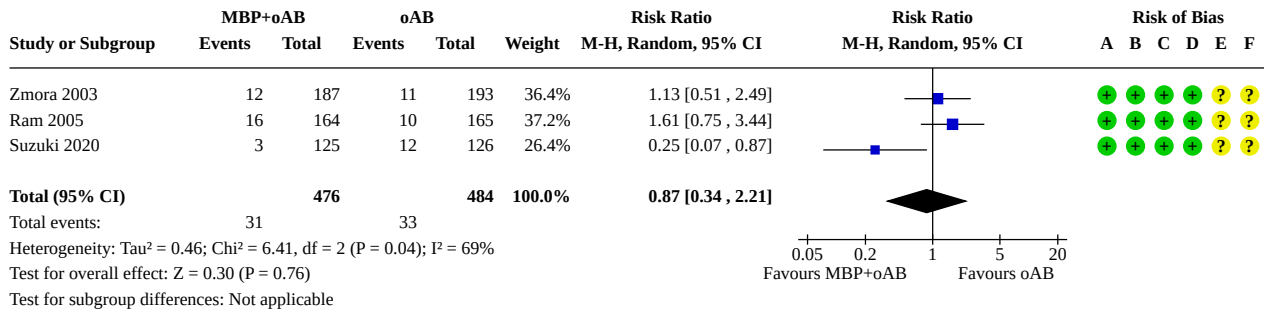 MBP+oAB oAB Risk Ratio Risk Ratio Risk of Bias
Study or Subgroup Events Total Events Total Weight M-H, Random, 95% CI M-H, Random, 95% CI A B C D E F
Zmora 2003 12 187 11 193 36.4% 1.13 [0.51 , 2.49] + + + + ? ?
Ram 2005 16 164 10 165 37.2% 1.61 [0.75 , 3.44] + + + + ? ?
Suzuki 2020 3 125 12 126 26.4% 0.25 [0.07 , 0.87] + + + + ? ?
Total (95% CI) 476 484 100.0% 0.87 [0.34 , 2.21]
Total events: 31 33
Heterogeneity: Tau² = 0.46; Chi² = 6.41, df = 2 (P = 0.04); I² = 69% 0.05 0.2 1 5 20
Test for overall effect: Z = 0.30 (P = 0.76) Favours MBP+oAB Favours oAB
Test for subgroup differences: Not applicable